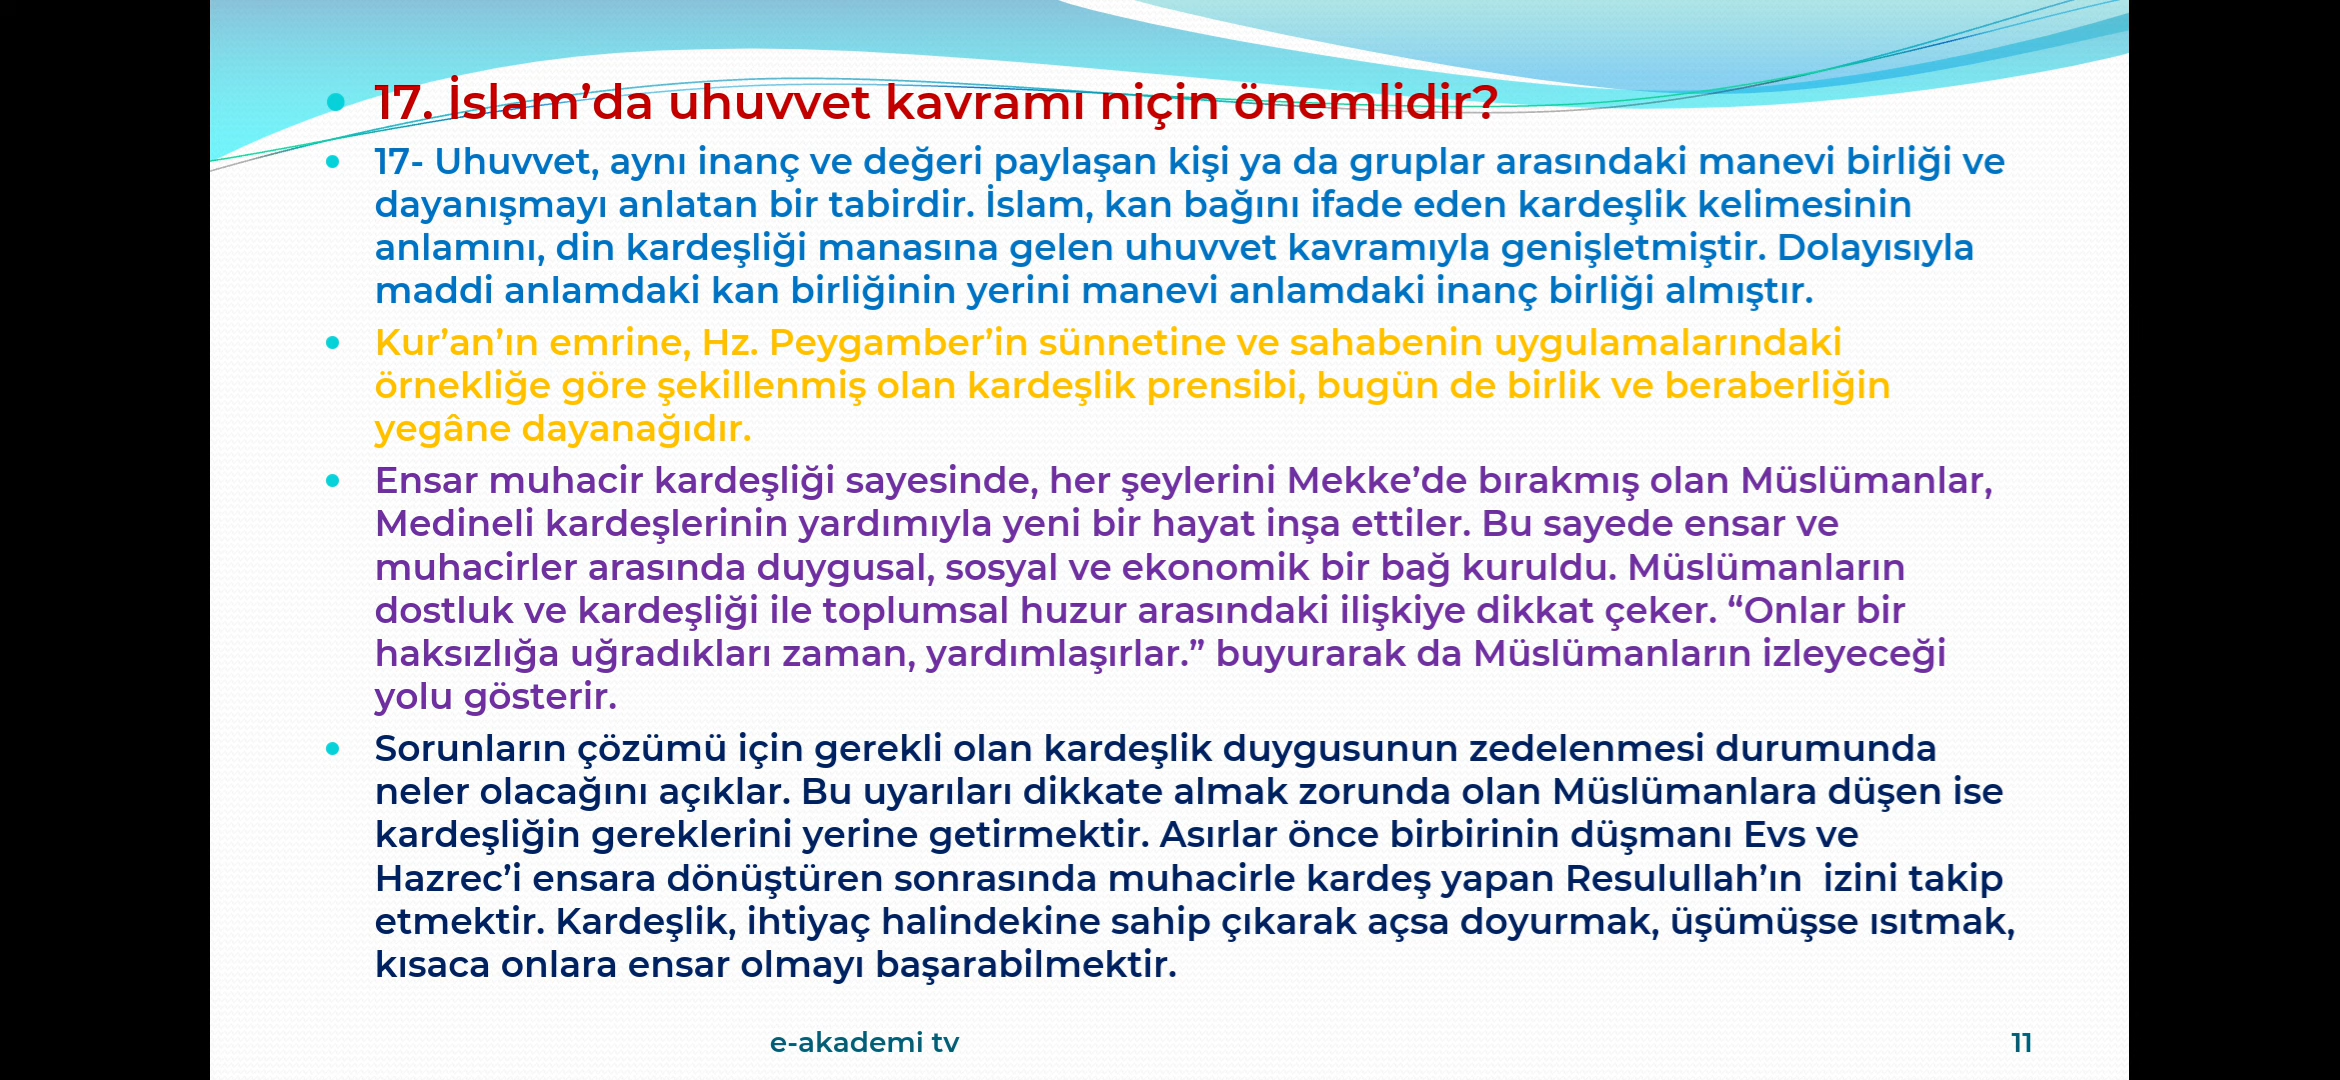 17. İslam’da uhuvvet kavramı niçin önemlidir?
17- Uhuvvet, aynı inanç ve değeri paylaşan kişi ya da gruplar arasındaki manevi birliği ve
dayanışmayı anlatan bir tabirdir. İslam, kan bağını ifade eden kardeşlik kelimesinin
anlamını, din kardeşliği manasına gelen uhuvvet kavramıyla genişletmiştir. Dolayısıyla
maddi anlamdaki kan birliğinin yerini manevi anlamdaki inanç birliği almıştır.
Kur’an’ın emrine, Hz. Peygamber’in sünnetine ve sahabenin uygulamalarındaki
örnekliğe göre şekillenmiş olan kardeşlik prensibi, bugün de birlik ve beraberliğin
yegâne dayanağıdır.
Ensar muhacir kardeşliği sayesinde, her şeylerini Mekke’de bırakmış olan Müslümanlar,
Medineli kardeşlerinin yardımıyla yeni bir hayat inşa ettiler. Bu sayede ensar ve
muhacirler arasında duygusal, sosyal ve ekonomik bir bağ kuruldu. Müslümanların
dostluk ve kardeşliği ile toplumsal huzur arasındaki ilişkiye dikkat çeker. “Onlar bir
haksızlığa uğradıkları zaman, yardımlaşırlar.” buyurarak da Müslümanların izleyeceği
yolu gösterir.
Sorunların çözümü için gerekli olan kardeşlik duygusunun zedelenmesi durumunda
neler olacağını açıklar. Bu uyarıları dikkate almak zorunda olan Müslümanlara düşen ise
kardeşliğin gereklerini yerine getirmektir. Asırlar önce birbirinin düşmanı Evs ve
Hazrec’i ensara dönüştüren sonrasında muhacirle kardeş yapan Resulullah’ın  izini takip
etmektir. Kardeşlik, ihtiyaç halindekine sahip çıkarak açsa doyurmak, üşümüşse ısıtmak,
kısaca onlara ensar olmayı başarabilmektir.
e-akademi tv
11